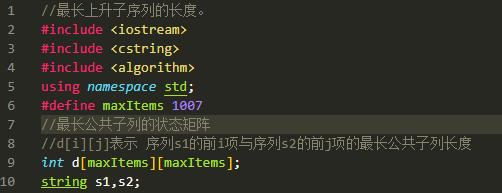 1 //最长上升子序列的长度。
2 #include <iostream>
3 #include <cstring>
4 #include <algorithm>
5 using namespace std;
6 #define maxItems 1007
7 //最长公共子列的状态矩阵
8 //d[i][j]表示 序列s1的前i项与序列s2的前j项的最长公共子列长度
9 int d[maxItems][maxItems];
10 string s1,s2;